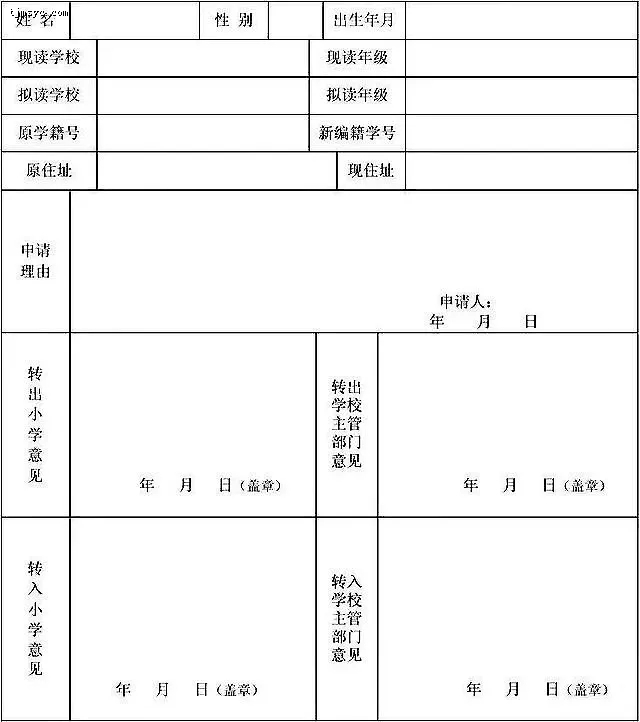 姓 名 性 别 出生年月
现读学校 现读年级
拟读学校 拟读年级
原学籍号 新编籍学号
原住址 现住址
申请
理由
申请人:
年 月 日
转
出
小
学
意
见
年 月 日(盖章)
转出
学校
主管
部门
意见
年 月 日(盖章)
转
入
小
学
意
见
年 月 日(盖章)
转入
学校
主管
部门
意见
年 月 日(盖章)